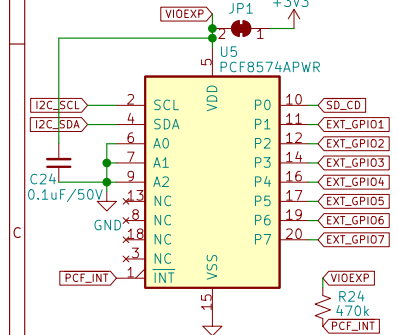 +3V3
VIOEXP
JP1
2 1
U5
PCF8574APWR
5
VDD
I2C_SCL 2 SCL P0 10 SD_CD
I2C_SDA 4 SDA P1 11 EXT_GPIO1
6 A0 P2 12 EXT_GPIO2
7 A1 P3 14 EXT_GPIO3
9 A2 P4 16 EXT_GPIO4
13 NC P5 17 EXT_GPIO5
8 NC P6 19 EXT_GPIO6
18 NC P7 20 EXT_GPIO7
3 NC
PCF_INT 1 INT
VSS
15
C24
0.1uF/50V
GND
C
VIOEXP
R24
470k
PCF_INT